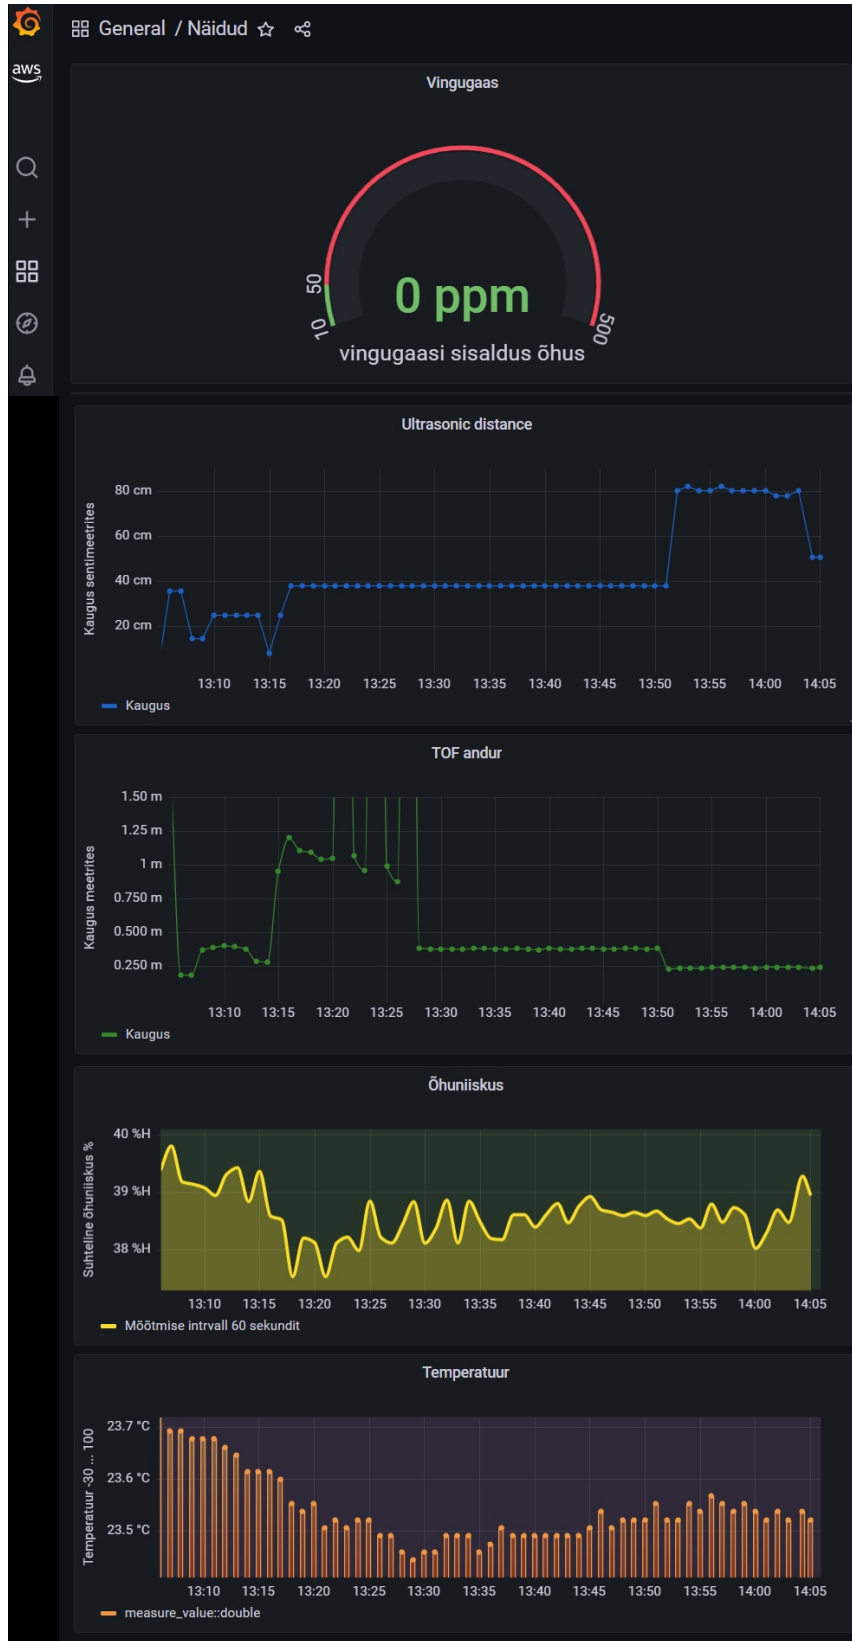 General / Näidud
aws
Vingugaas
50
10
500
0 ppm
vingugaasi sisaldus õhus
Ultrasonic distance
Kaugus sentimeetrites
80 cm
60 cm
40 cm
20 cm
13:10 13:15 13:20 13:25 13:30 13:35 13:40 13:45 13:50 13:55 14:00 14:05
Kaugus
TOF andur
Kaugus meetrites
1.50 m
1.25 m
1 m
0.750 m
0.500 m
0.250 m
13:10 13:15 13:20 13:25 13:30 13:35 13:40 13:45 13:50 13:55 14:00 14:05
Kaugus
Õhuniiskus
Suhteline õhuniiskus %
40 %H
39 %H
38 %H
13:10 13:15 13:20 13:25 13:30 13:35 13:40 13:45 13:50 13:55 14:00 14:05
Mõõtmise intrvall 60 sekundit
Temperatuur
Temperatuur -30 ... 100
23.7 °C
23.6 °C
23.5 °C
13:10 13:15 13:20 13:25 13:30 13:35 13:40 13:45 13:50 13:55 14:00 14:05
measure_value::double